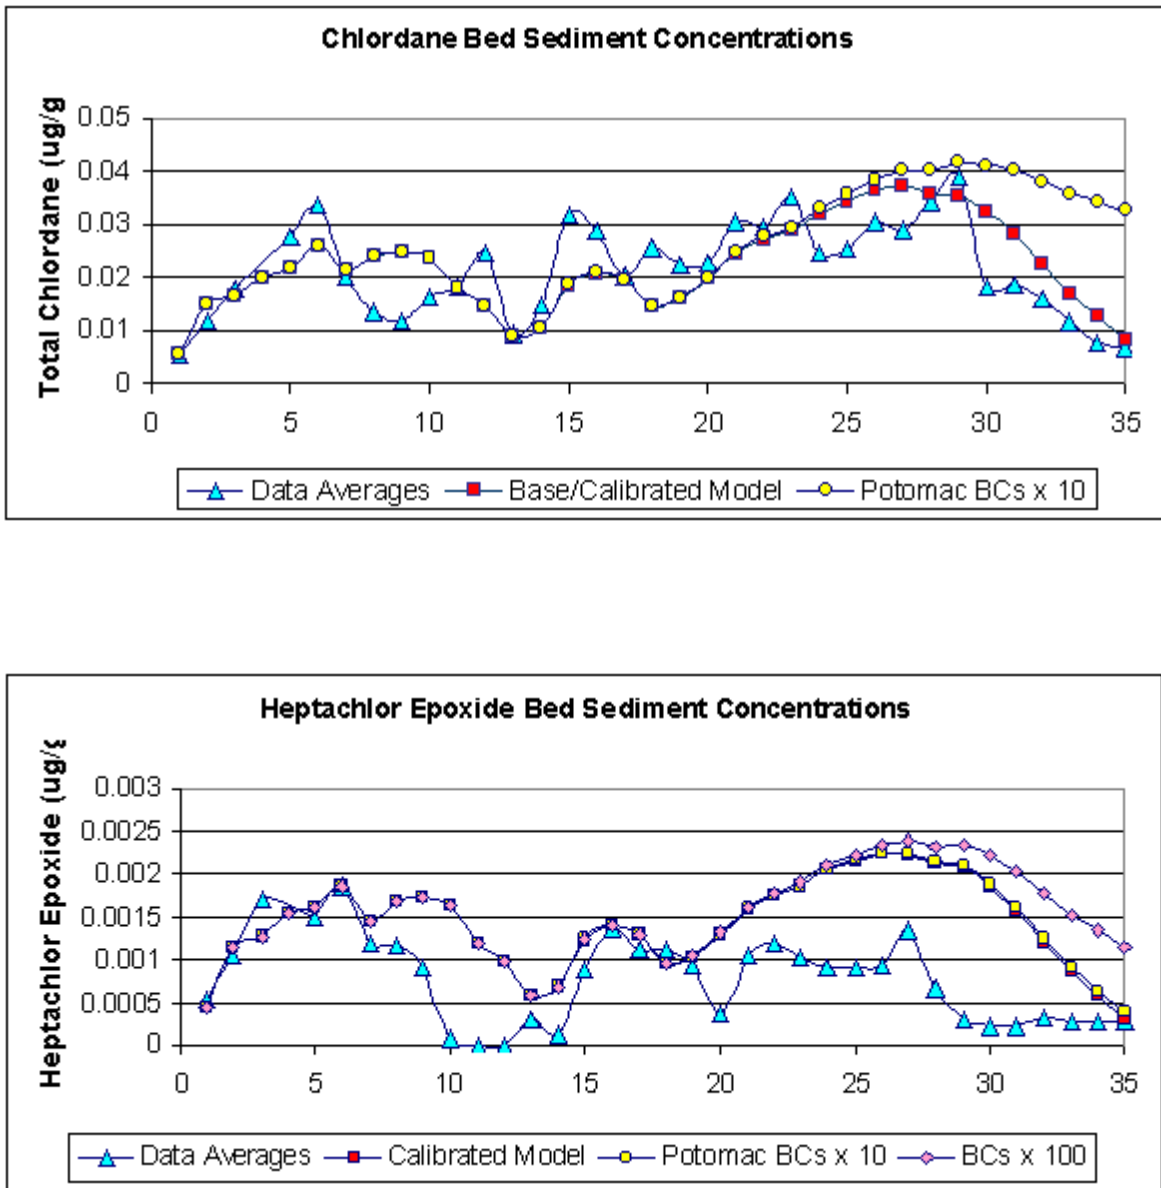 Chlordane Bed Sediment Concentrations
Total Chlordane (ug/g
0.05
0.04
0.03
0.02
0.01
0
0 5 10 15 20 25 30 35
Data Averages Base/Calibrated Model Potomac BCs x 10
Heptachlor Epoxide Bed Sediment Concentrations
Heptachlor Epoxide (ug/g
0.003
0.0025
0.002
0.0015
0.001
0.0005
0
0 5 10 15 20 25 30 35
Data Averages Calibrated Model Potomac BCs x 10 BCs x 100